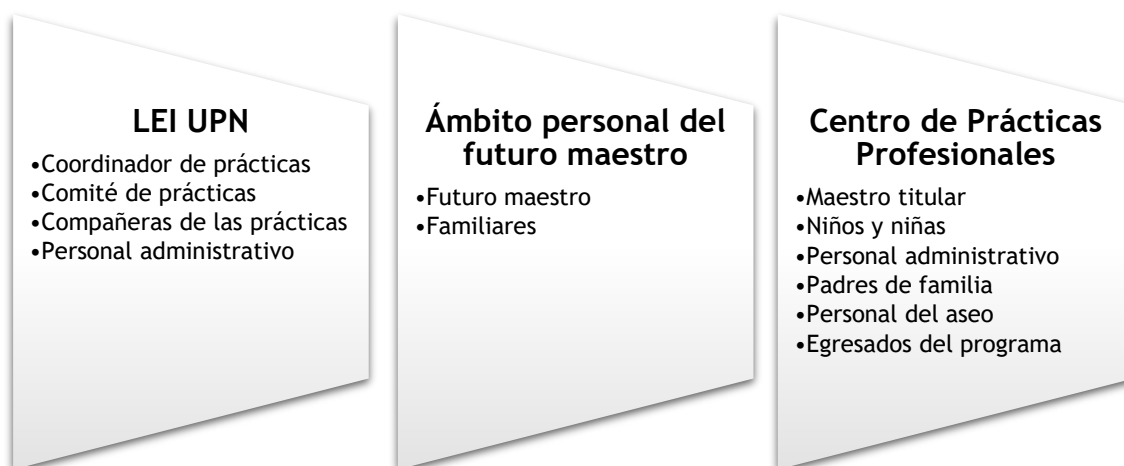 LEI UPN
•Coordinador de prácticas
•Comité de prácticas
•Compañeras de las prácticas
•Personal administrativo
Ámbito personal del
futuro maestro
•Futuro maestro
•Familiares
Centro de Prácticas
Profesionales
•Maestro titular
•Niños y niñas
•Personal administrativo
•Padres de familia
•Personal del aseo
•Egresados del programa